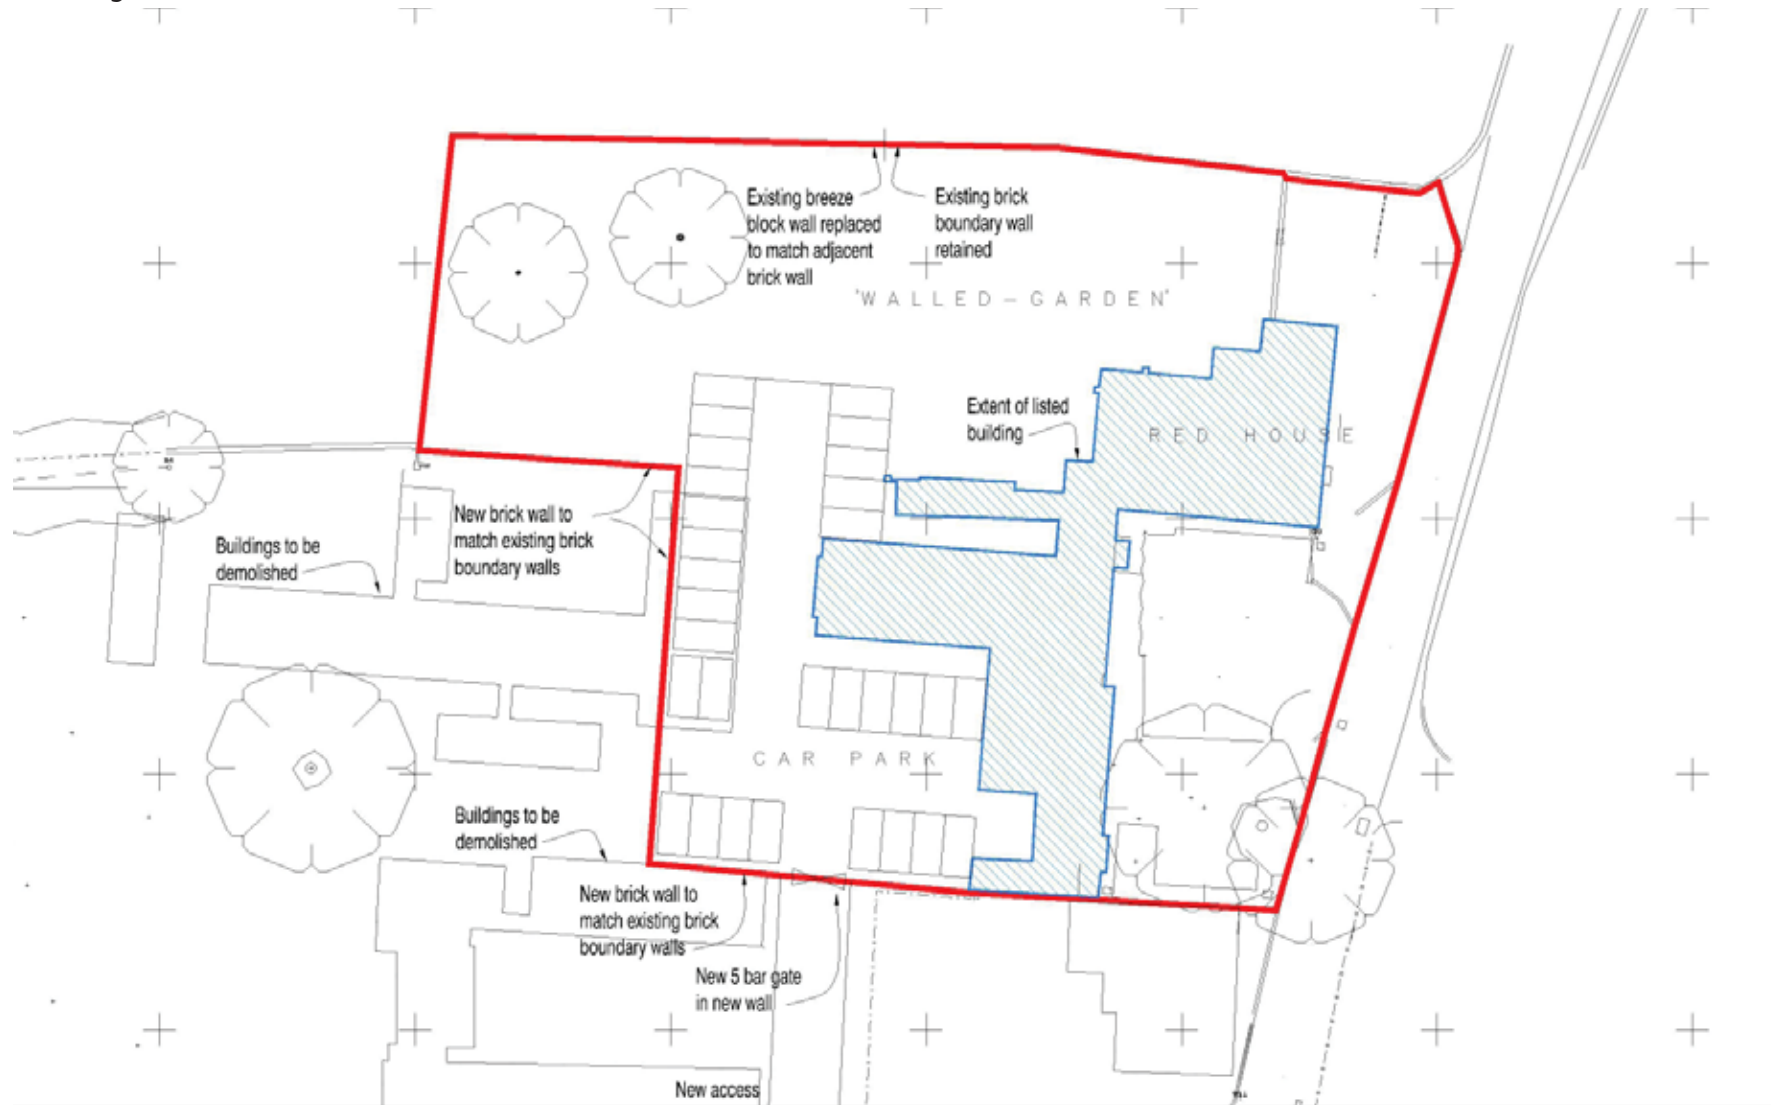 Existing breeze
block wall replaced
to match adjacent
brick wall
Existing brick
boundary wall
retained
'WALLED-GARDEN'
Extent of listed
building
RED HOUSE
New brick wall to
match existing brick
boundary walls
Buildings to be
demolished
CAR PARK
Buildings to be
demolished
New brick wall to
match existing brick
boundary walls
New 5 bar gate
in new wall
New access